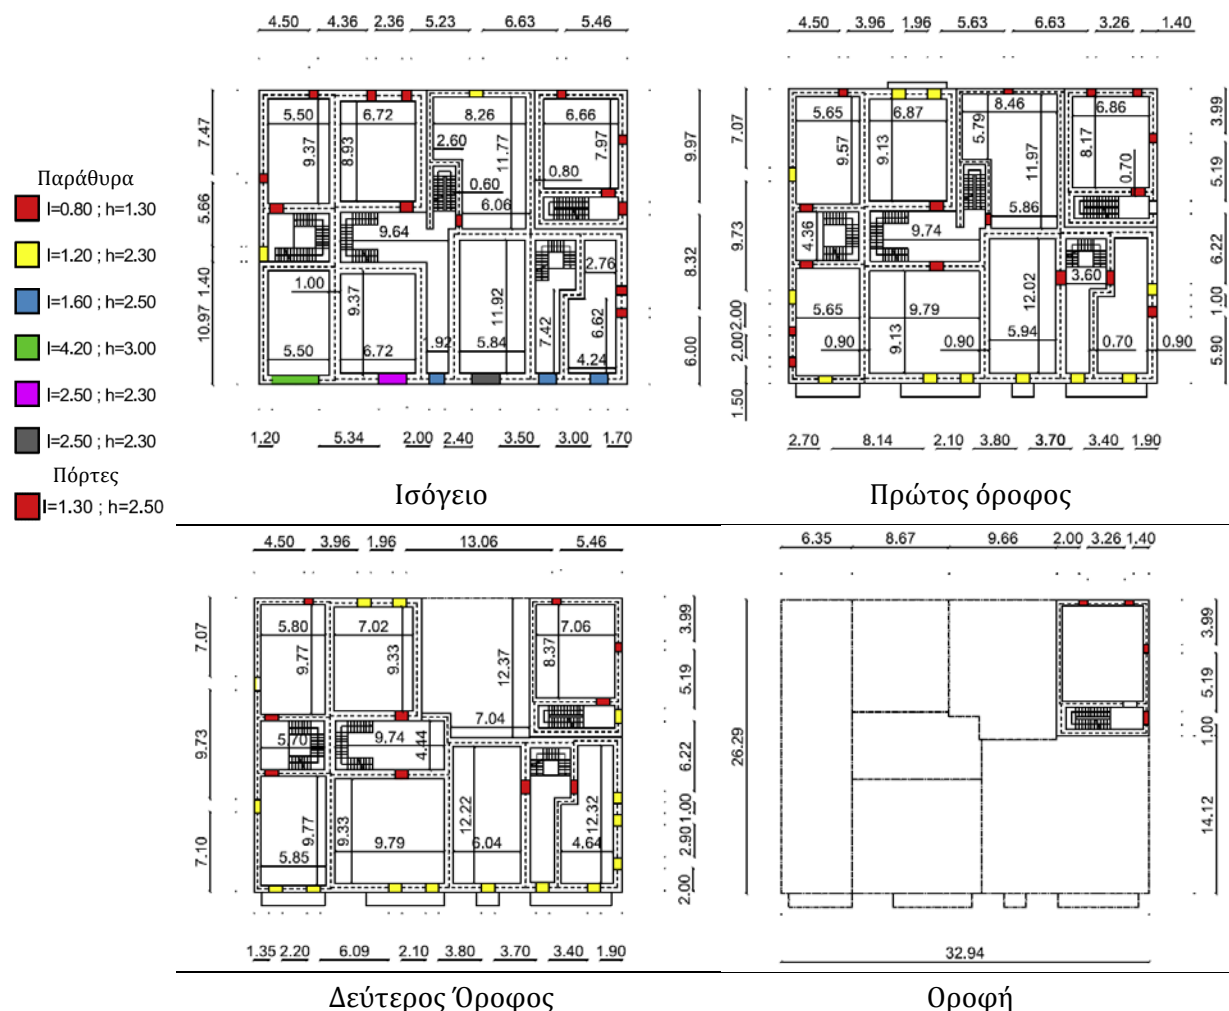 4.50 4.36 2.36 5.23 6.63 5.46
7.47 5.66 1.40 10.97
5.50 6.72 8.26 6.66
9.37 8.93 11.77 7.97
2.60 0.80
0.60
6.06
9.64
2.76
1.00
9.37 11.92 7.42 6.62
5.50 6.72 1.92 5.84 4.24
9.97 8.32 6.00
1.20 5.34 2.00 2.40 3.50 3.00 1.70
Ισόγειο
4.50 3.96 1.96 5.63 6.63 3.26 1.40
7.07 9.73 2.00 2.00 1.50
5.65 6.87 8.46 6.86
9.57 9.13 5.79 11.97 8.17 0.70
5.86
4.36 9.74
3.60
5.65 9.79 12.02
0.90 9.13 0.90 5.94 0.70 0.90
3.99 5.19 6.22 1.00 5.90
2.70 8.14 2.10 3.80 3.70 3.40 1.90
Πρώτος όροφος
Παράθυρα
l=0.80 ; h=1.30
l=1.20 ; h=2.30
l=1.60 ; h=2.50
l=4.20 ; h=3.00
l=2.50 ; h=2.30
l=2.50 ; h=2.30
Πόρτες
l=1.30 ; h=2.50
4.50 3.96 1.96 13.06 5.46
7.07 9.73 7.10
5.80 7.02 7.06
9.77 9.33 12.37 8.37
7.04
5.70 9.74 4.44
9.77 9.33 12.22 12.32
5.85 9.79 6.04 4.64
3.99 5.19 6.22 1.00 2.90 2.00
1.35 2.20 6.09 2.10 3.80 3.70 3.40 1.90
Δεύτερος Όροφος
6.35 8.67 9.66 2.00 3.26 1.40
26.29
3.99 5.19 1.00 14.12
32.94
Οροφή